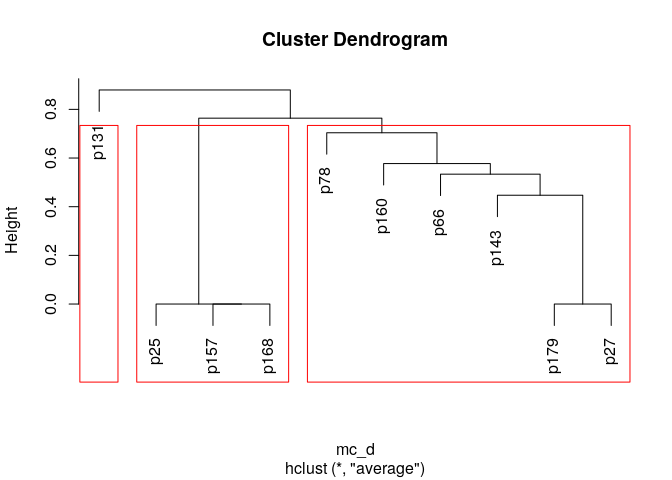 Cluster Dendrogram
Height
0.8
0.6
0.4
0.2
0.0
p131
p25
p157
p168
p78
p160
p66
p143
p179
p27
mc_d
hclust (*, "average")